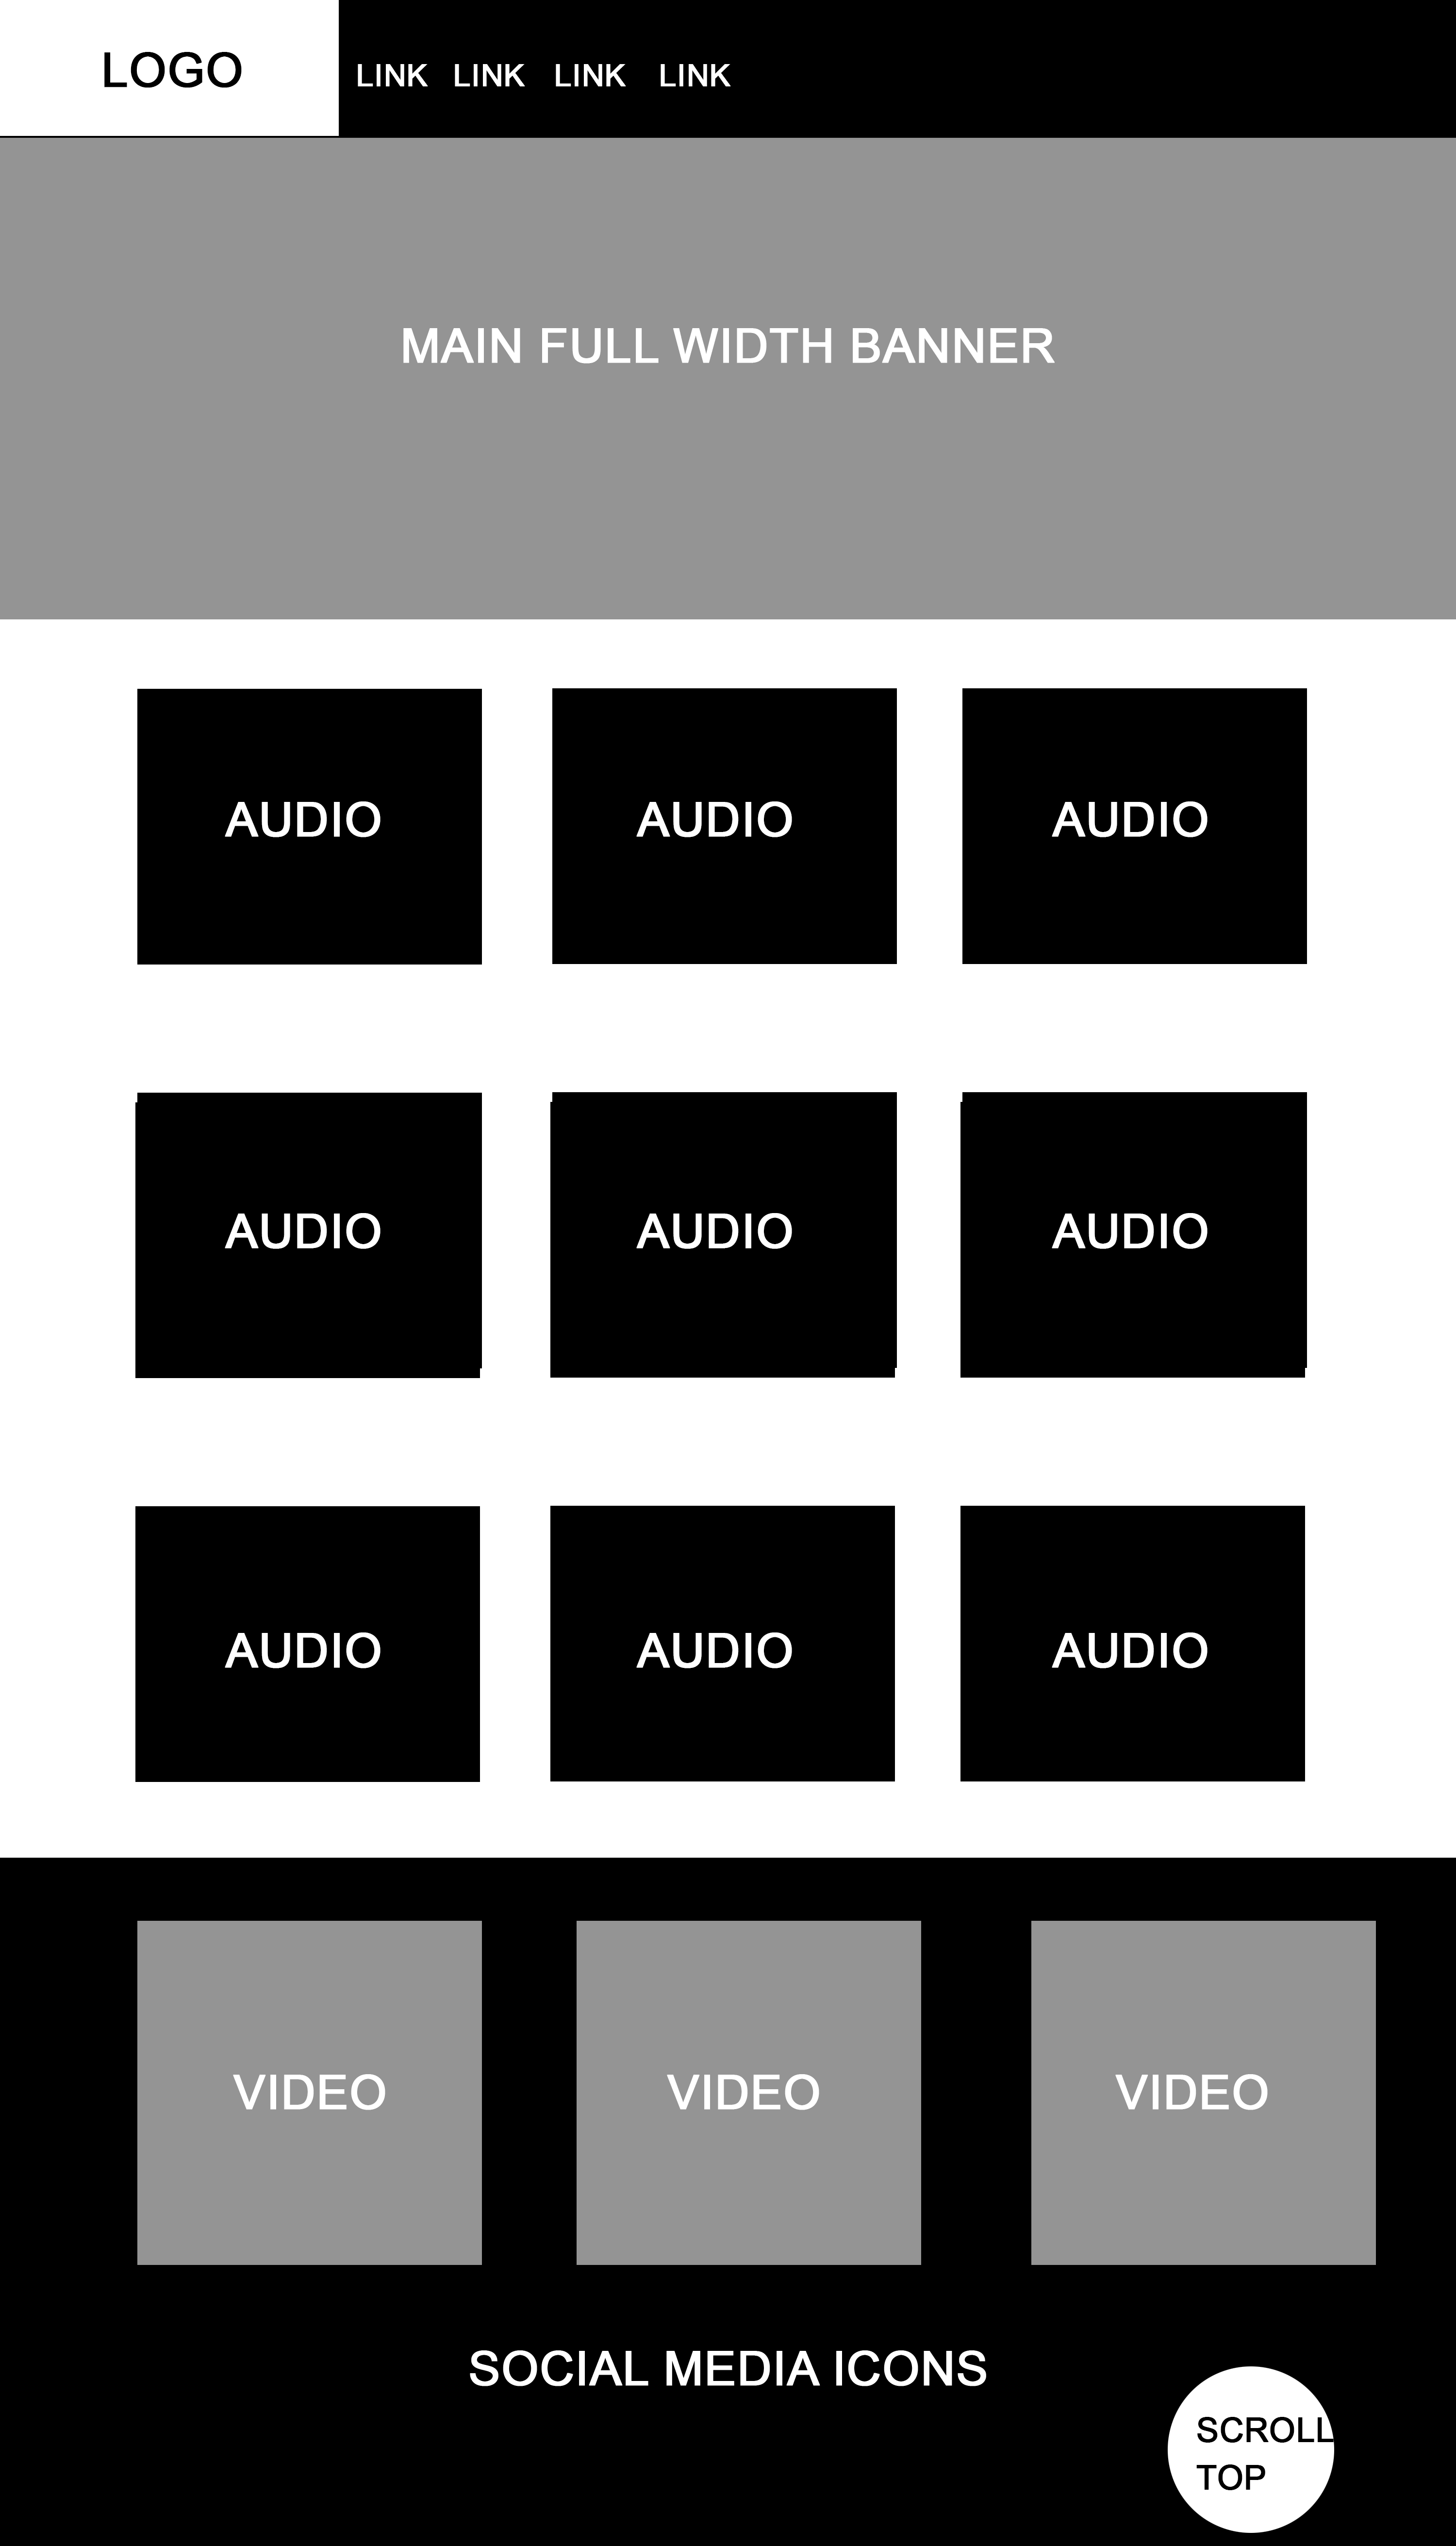 LOGO
LINK LINK LINK LINK
MAIN FULL WIDTH BANNER
AUDIO AUDIO AUDIO
AUDIO AUDIO AUDIO
AUDIO AUDIO AUDIO
VIDEO VIDEO VIDEO
SOCIAL MEDIA ICONS
SCROLL
TOP